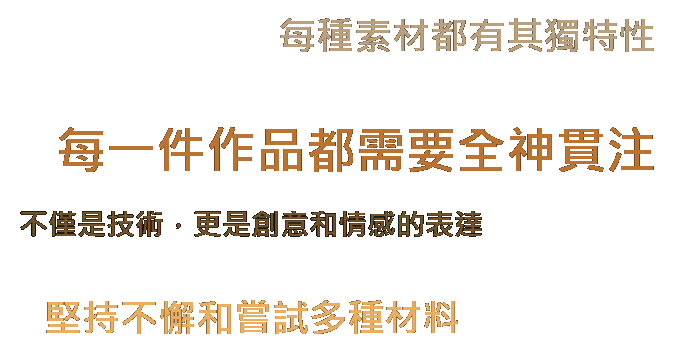 每種素材都有其獨特性
每一件作品都需要全神貫注
不僅是技術，更是創意和情感的表達
堅持不懈和嘗試多種材料